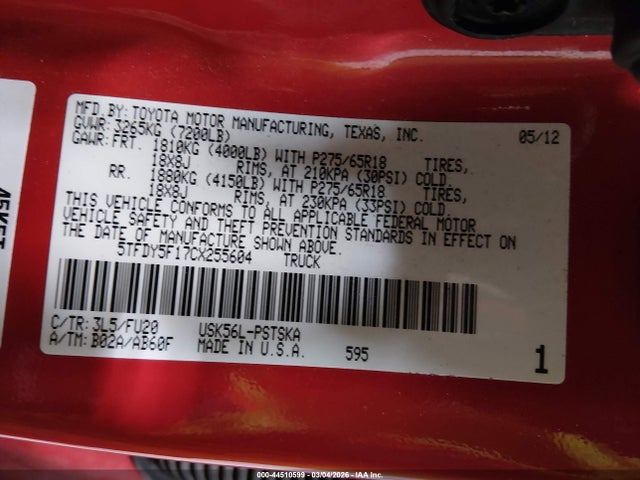 MFD.BY:TOYOTA MOTOR MANUFACTURING, TEXAS, INC. 05/12
GVWR:3265KG (7200LB)
GAWR:FRT. 1810KG (4000LB) WITH P275/65R18 TIRES,
18X8J RIMS, AT 210KPA (30PSI) COLD
RR. 1880KG (4150LB) WITH P275/65R18 TIRES,
18X8J RIMS, AT 230KPA (33PSI) COLD
THIS VEHICLE CONFORMS TO ALL APPLICABLE FEDERAL MOTOR
VEHICLE SAFETY AND THEFT PREVENTION STANDARDS IN EFFECT ON
THE DATE OF MANUFACTURE SHOWN ABOVE.
5TFDY5F17CX255604 TRUCK
C/TR:3L5/FU20 USK56L-PSTSKA
A/TM:B02A/AB60F MADE IN U.S.A. 595 1
000-44510599 - 03/04/2026 - IAA Inc.